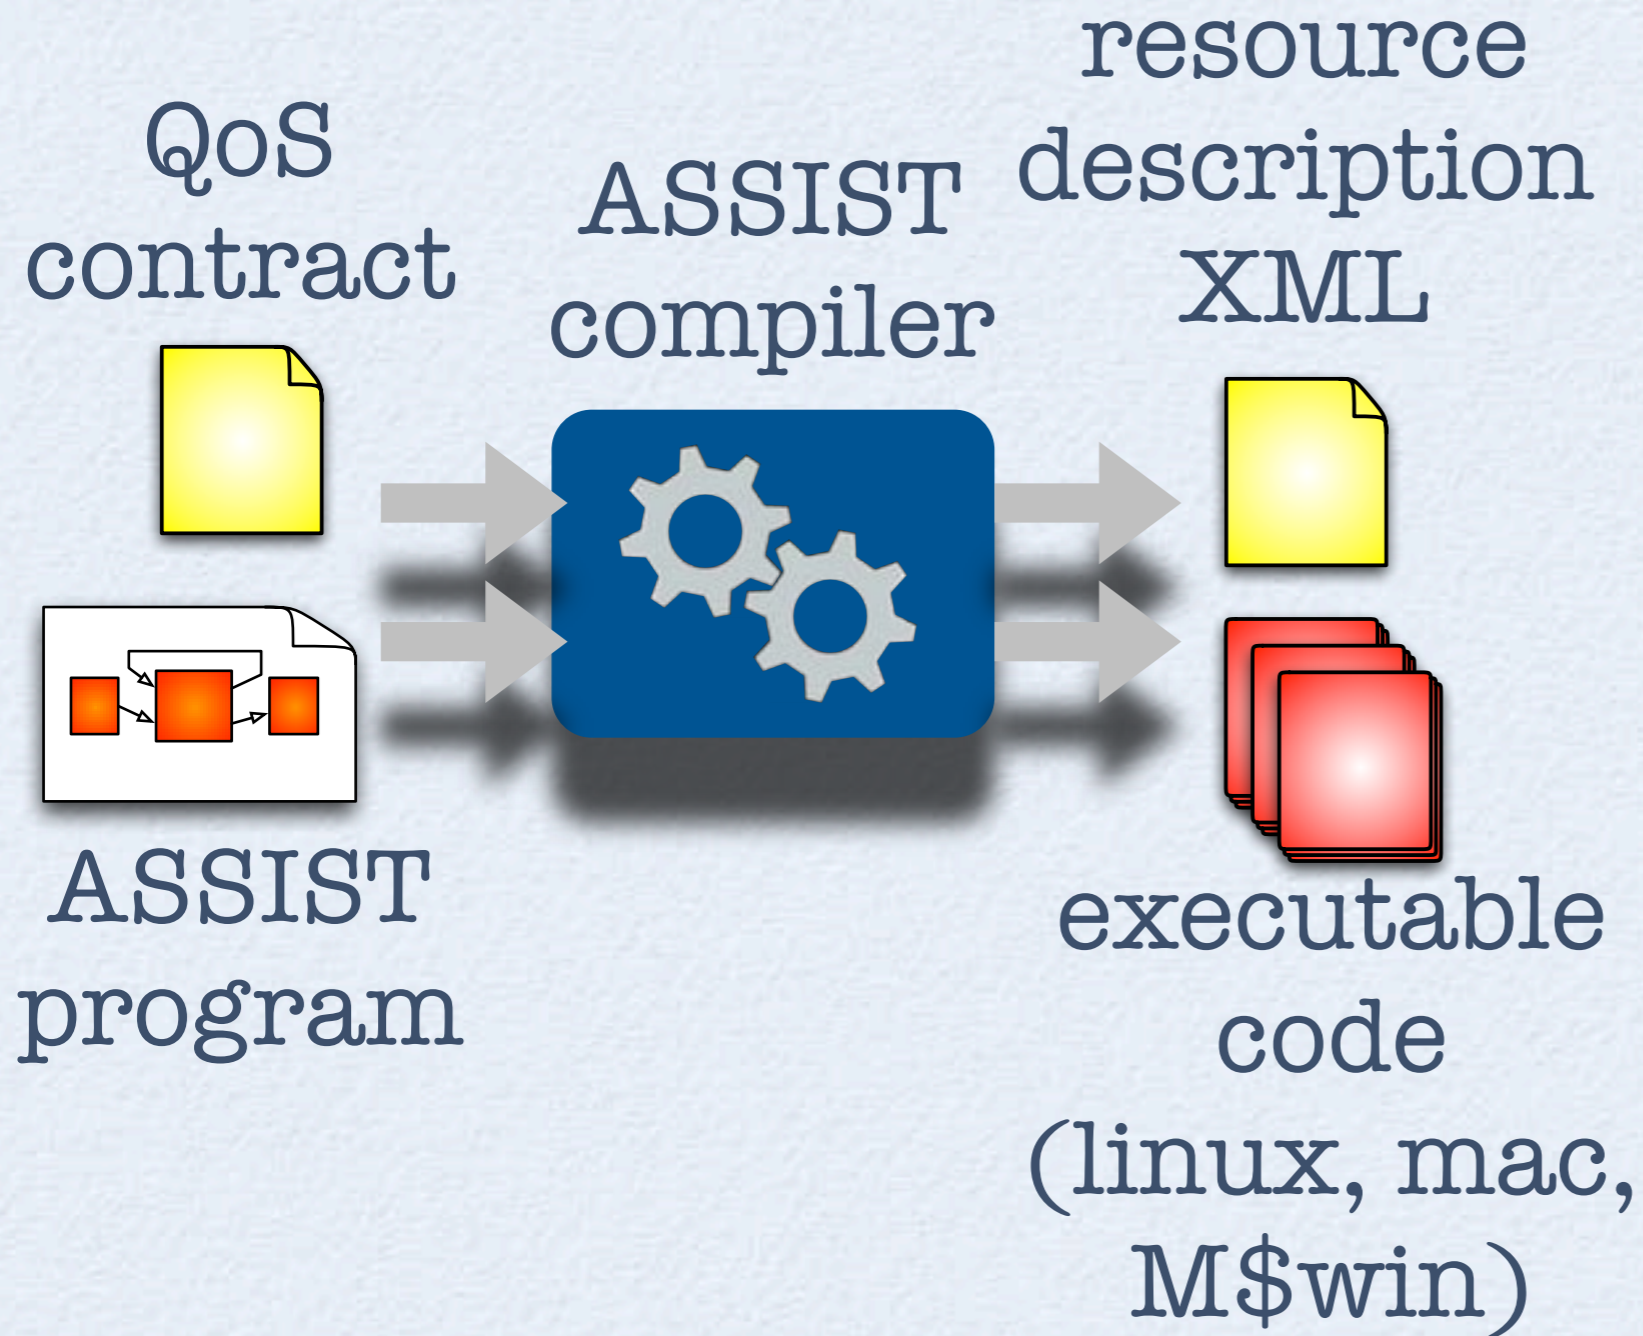 QoS
contract
ASSIST
program
ASSIST
compiler
resource
description
XML
executable
code
(linux, mac,
M$win)